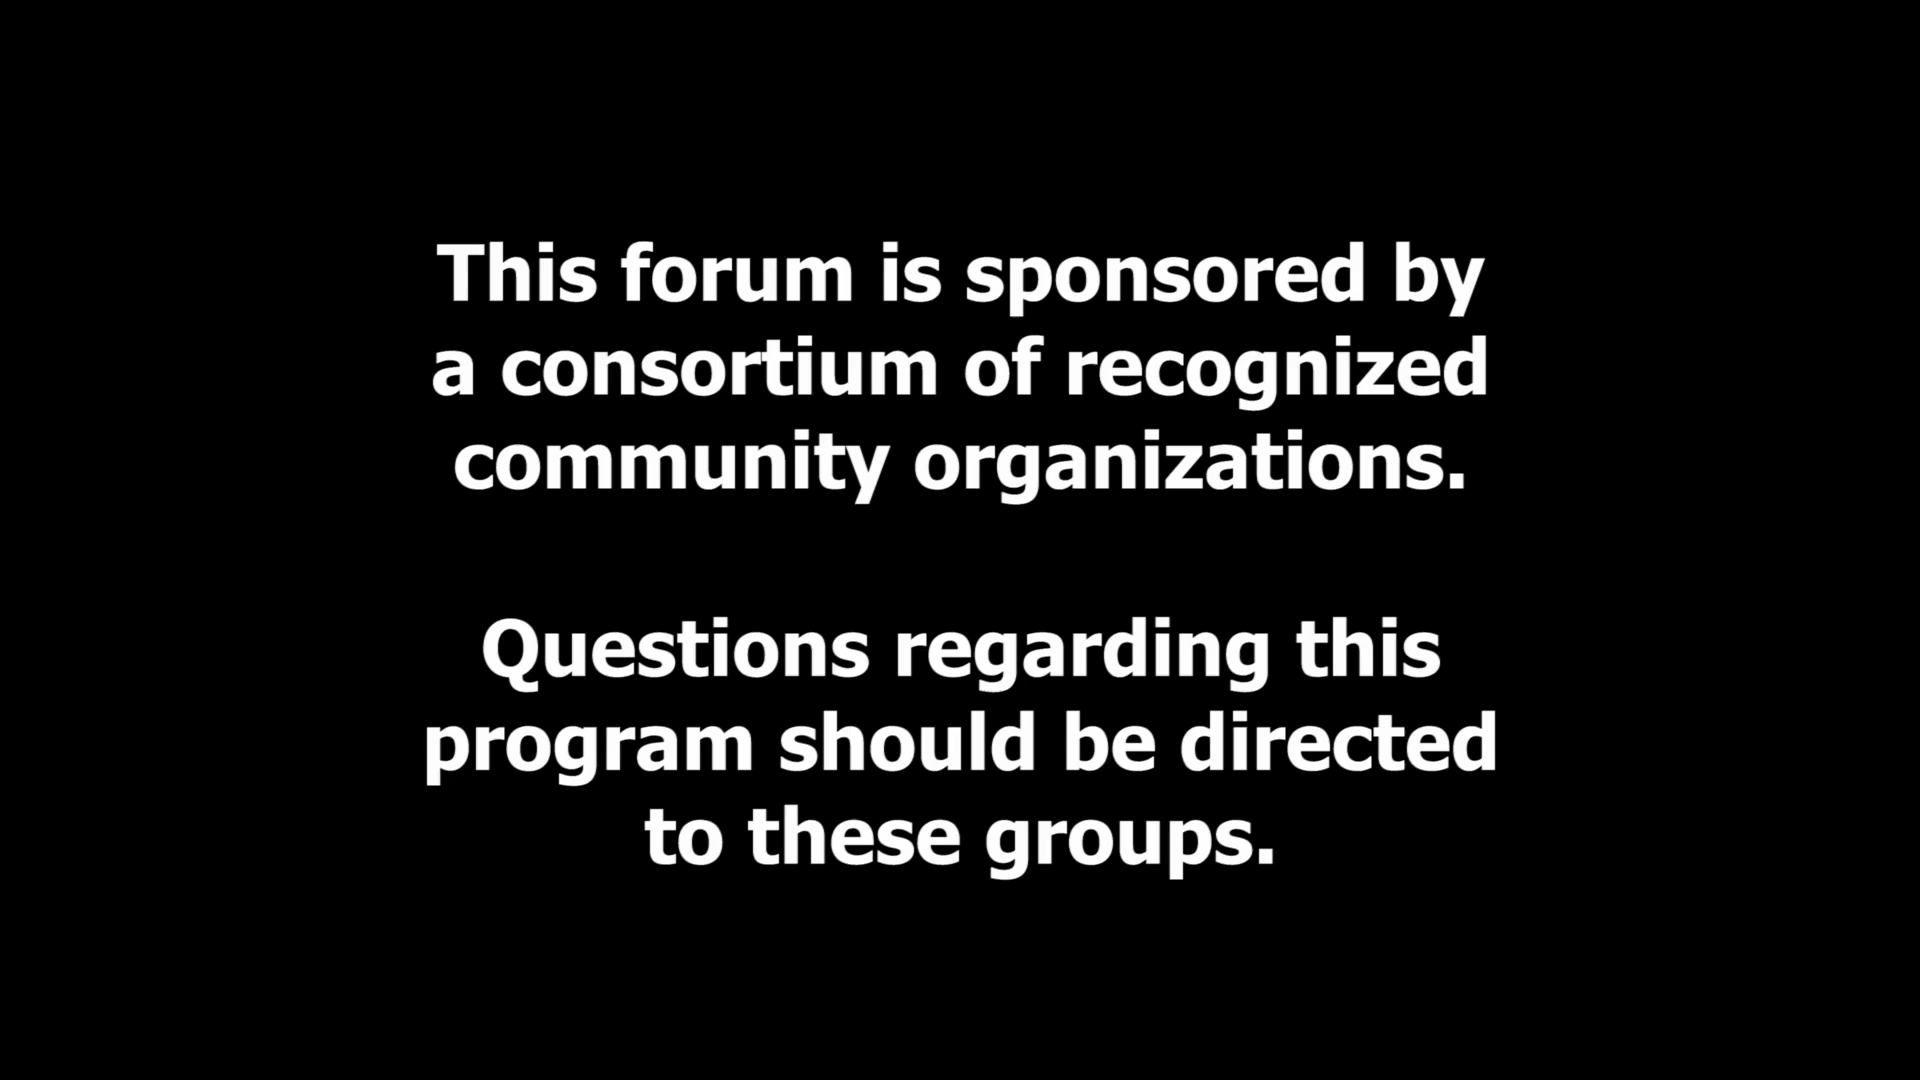 This forum is sponsored by
a consortium of recognized
community organizations.
Questions regarding this
program should be directed
to these groups.